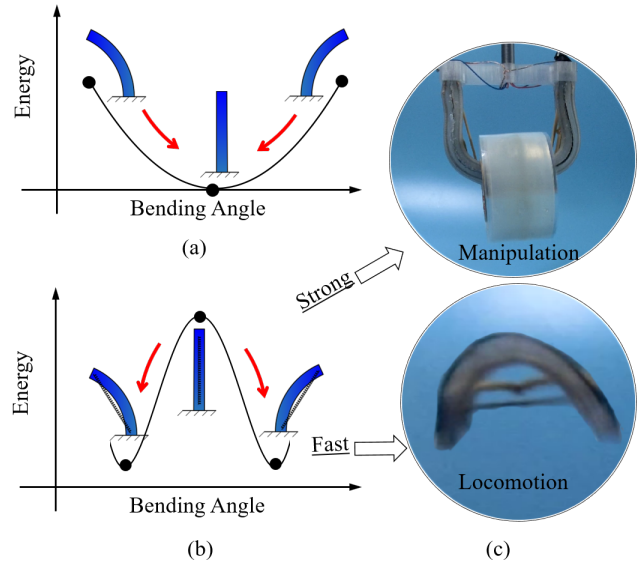 Energy
Bending Angle
(a)
Manipulation
Strong
Energy
Fast
Locomotion
Bending Angle
(b)
(c)